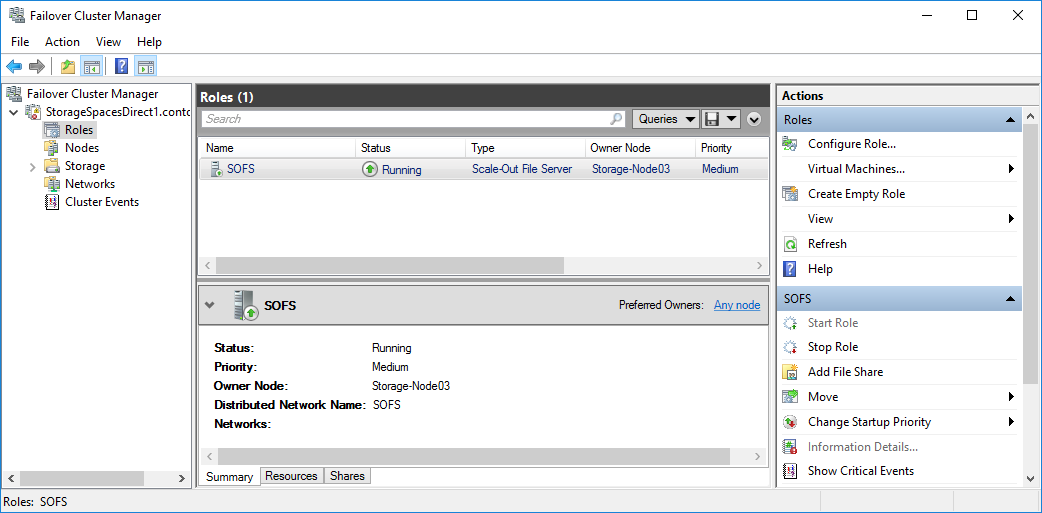 Failover Cluster Manager
File Action View Help
Failover Cluster Manager
StorageSpacesDirect1.contc
Roles
Nodes
Storage
Networks
Cluster Events
Roles (1)
Search
Queries
Name Status Type Owner Node Priority
SOFS Running Scale-Out File Server Storage-Node03 Medium
SOFS
Preferred Owners: Any node
Status: Running
Priority: Medium
Owner Node: Storage-Node03
Distributed Network Name: SOFS
Networks:
Summary Resources Shares
Actions
Roles
Configure Role...
Virtual Machines...
Create Empty Role
View
Refresh
Help
SOFS
Start Role
Stop Role
Add File Share
Move
Change Startup Priority
Information Details...
Show Critical Events
Roles: SOFS